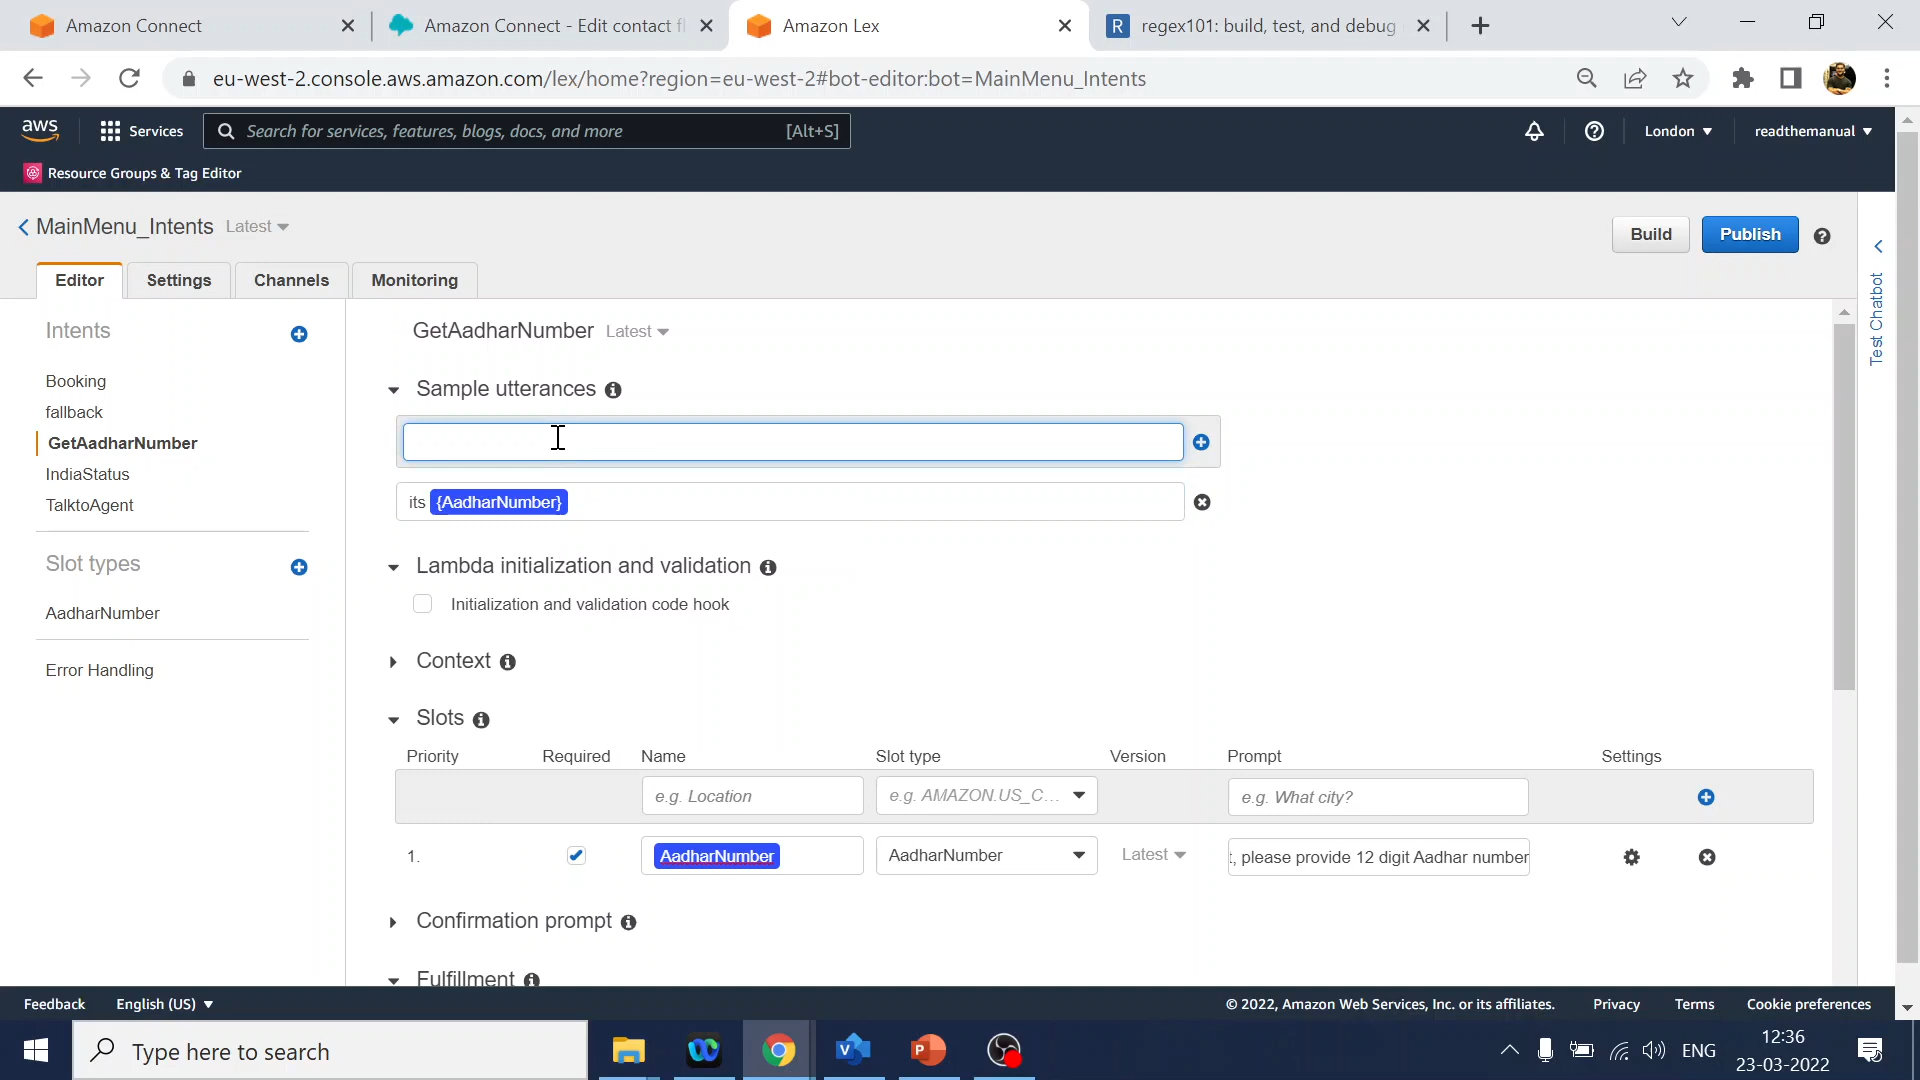 Amazon Connect
Amazon Connect - Edit contact fl
Amazon Lex
regex101: build, test, and debug
eu-west-2.console.aws.amazon.com/lex/home?region=eu-west-2#bot-editor:bot=MainMenu_Intents
aws
Services
Search for services, features, blogs, docs, and more
[Alt+S]
London
readthemanual
Resource Groups & Tag Editor
MainMenu_Intents Latest
Build
Publish
Editor
Settings
Channels
Monitoring
Test Chatbot
Intents
Booking
fallback
GetAadharNumber
IndiaStatus
TalktoAgent
Slot types
AadharNumber
Error Handling
GetAadharNumber Latest
Sample utterances
its {AadharNumber}
Lambda initialization and validation
Initialization and validation code hook
Context
Slots
Priority Required Name Slot type Version Prompt Settings
e.g. Location e.g. AMAZON.US_C... e.g. What city?
1. AadharNumber AadharNumber Latest t, please provide 12 digit Aadhar number
Confirmation prompt
Fulfillment
Feedback English (US) © 2022, Amazon Web Services, Inc. or its affiliates. Privacy Terms Cookie preferences
Type here to search
ENG
12:36
23-03-2022